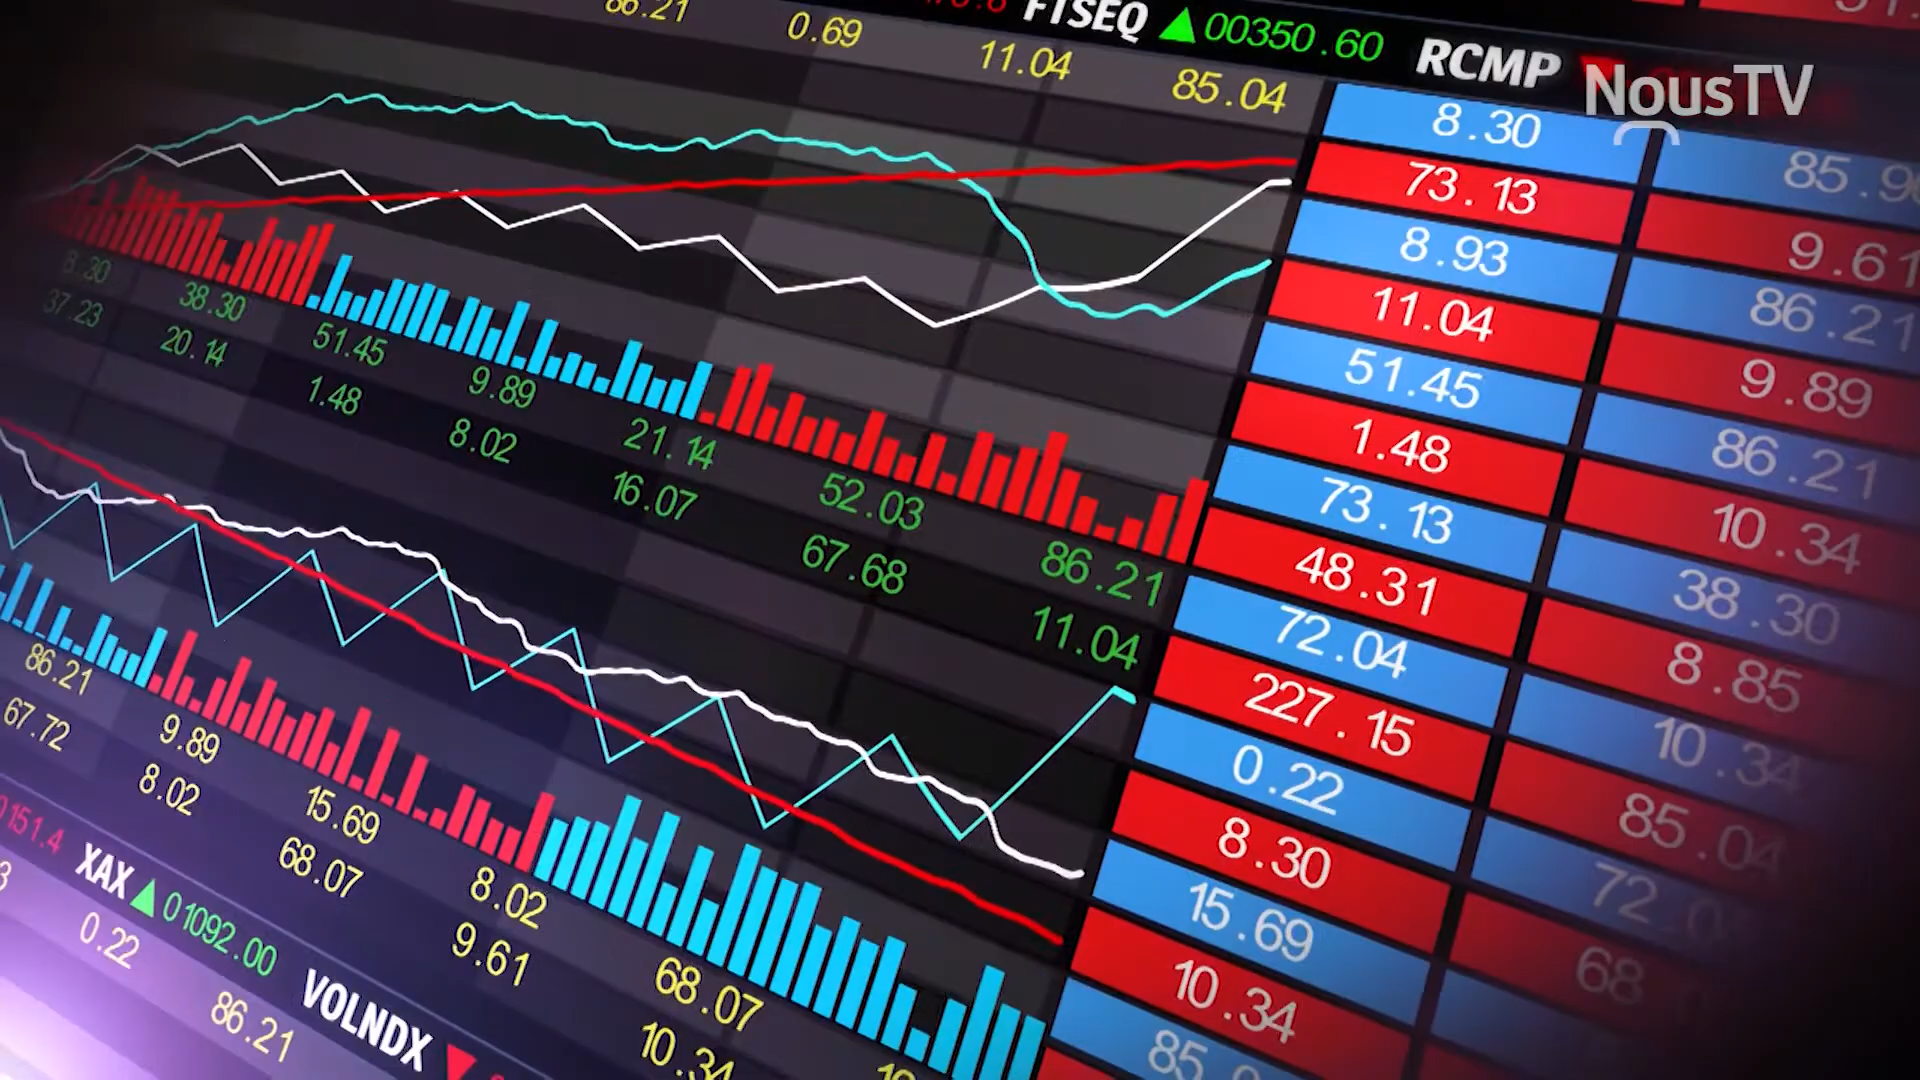 86.21 0.69 11.04 85.04
FTSEQ ▲ 00350.60 RCMP
NousTV
8.30
73.13 9.61
8.93 86.21
11.04 9.89
51.45 86.21
1.48 10.34
73.13 38.30
48.31 8.85
72.04 10.34
227.15 85.04
0.22 72.04
8.30 68
15.69
10.34
8.30 38.30 51.45 9.89 21.14 52.03 86.21
37.23 20.14 1.48 8.02 16.07 67.68 11.04
86.21 9.89 15.69 8.02 68.07
67.72 8.02 68.07 9.61 10.34
XAX ▲ 01092.00 VOLNDX ▼
0.22 86.21